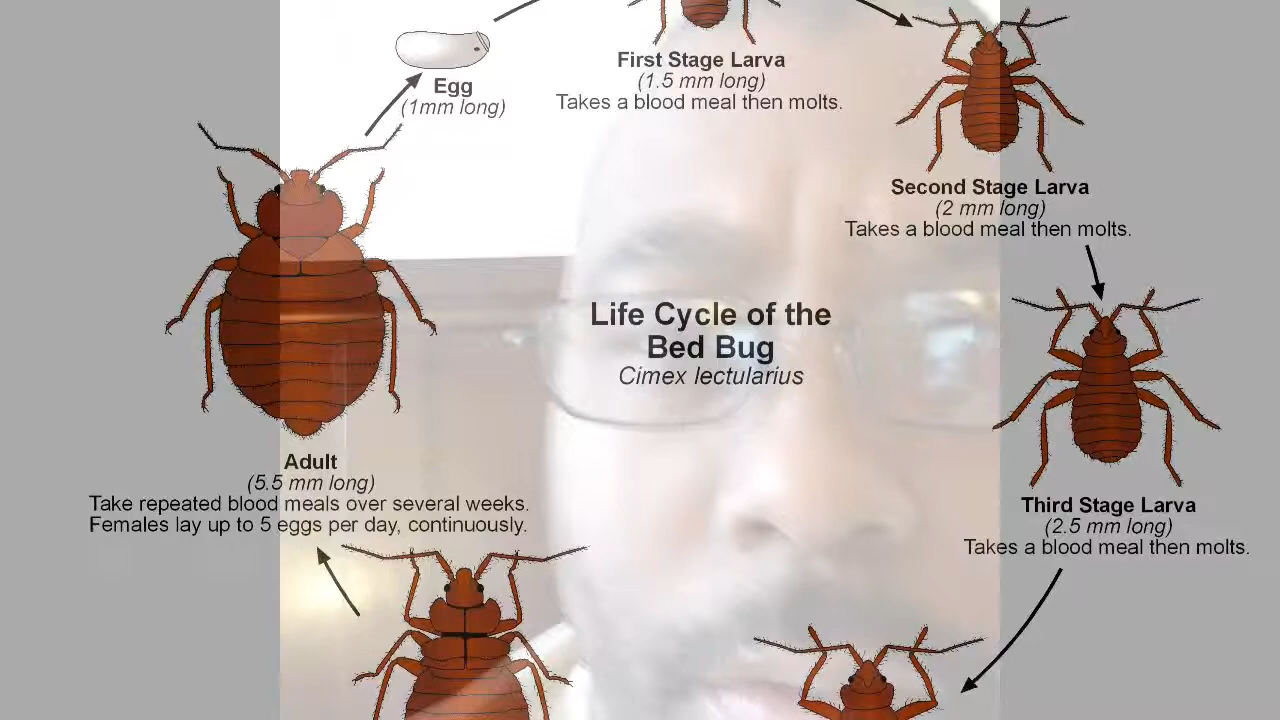 Egg
(1mm long)
First Stage Larva
(1.5 mm long)
Takes a blood meal then molts.
Second Stage Larva
(2 mm long)
Takes a blood meal then molts.
Life Cycle of the
Bed Bug
Cimex lectularius
Third Stage Larva
(2.5 mm long)
Takes a blood meal then molts.
Adult
(5.5 mm long)
Take repeated blood meals over several weeks.
Females lay up to 5 eggs per day, continuously.